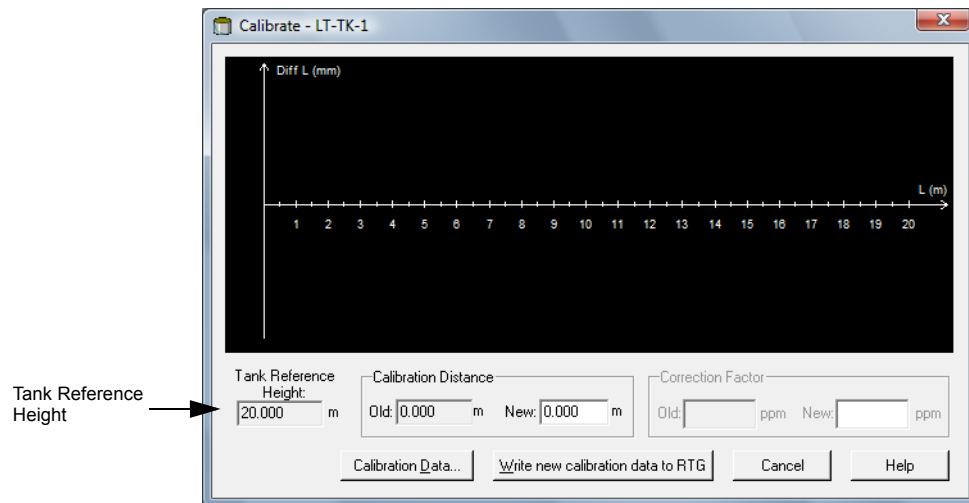 Calibrate - LT-TK-1
Diff L (mm)
L (m)
1 2 3 4 5 6 7 8 9 10 11 12 13 14 15 16 17 18 19 20
Tank Reference
Height:
20.000 m
Calibration Distance
Old: 0.000 m New: 0.000 m
Correction Factor
Old: ppm New: ppm
Tank Reference
Height
Calibration Data... Write new calibration data to RTG Cancel Help